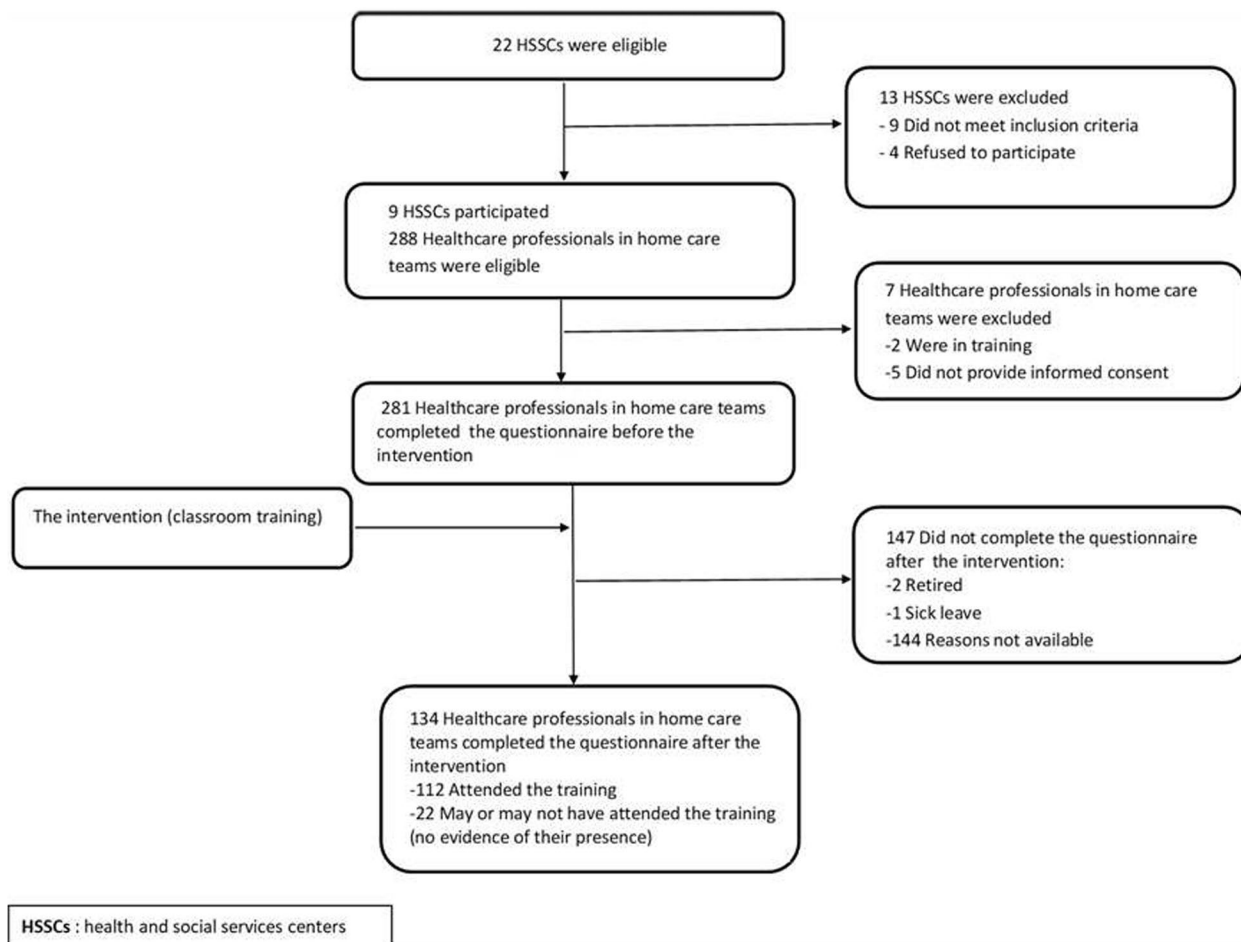 22 HSSCs were eligible
13 HSSCs were excluded
- 9 Did not meet inclusion criteria
- 4 Refused to participate
9 HSSCs participated
288 Healthcare professionals in home care
teams were eligible
7 Healthcare professionals in home care
teams were excluded
-2 Were in training
-5 Did not provide informed consent
281 Healthcare professionals in home care teams
completed the questionnaire before the
intervention
The intervention (classroom training)
147 Did not complete the questionnaire
after the intervention:
-2 Retired
-1 Sick leave
-144 Reasons not available
134 Healthcare professionals in home care
teams completed the questionnaire after the
intervention
-112 Attended the training
-22 May or may not have attended the training
(no evidence of their presence)
HSSCs : health and social services centers